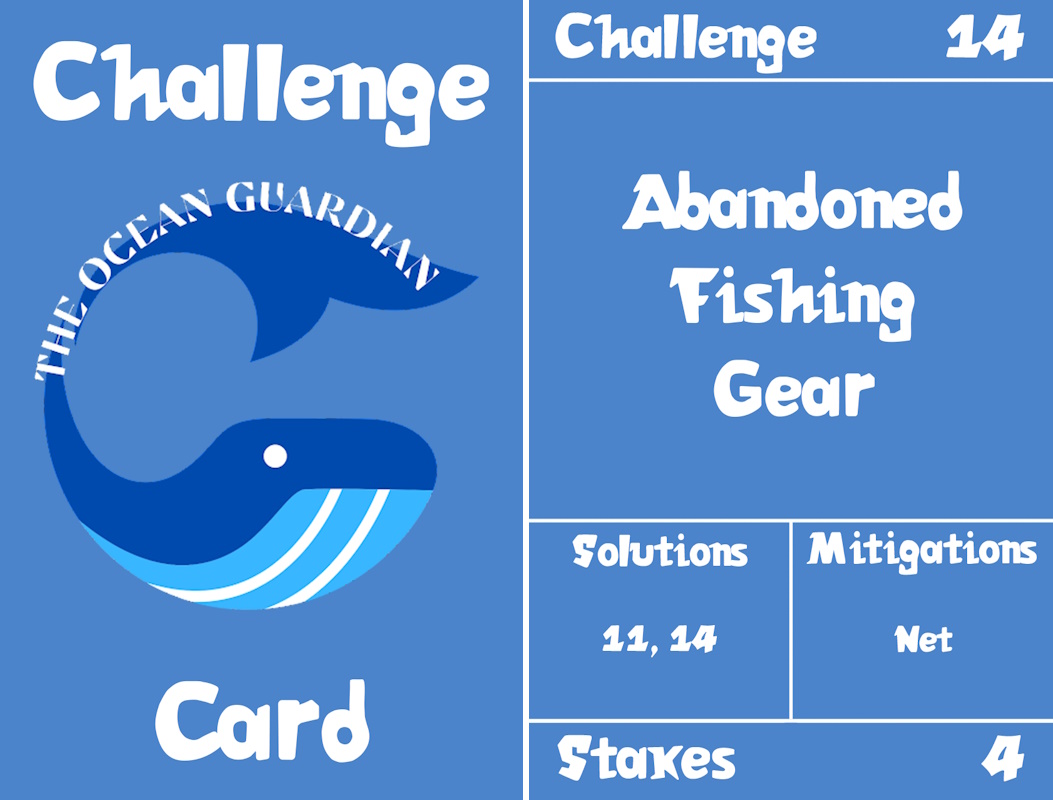 Challenge
THE OCEAN GUARDIAN
Card
Challenge 14
Abandoned
Fishing
Gear
Solutions
11, 14
Mitigations
Net
Stakes 4